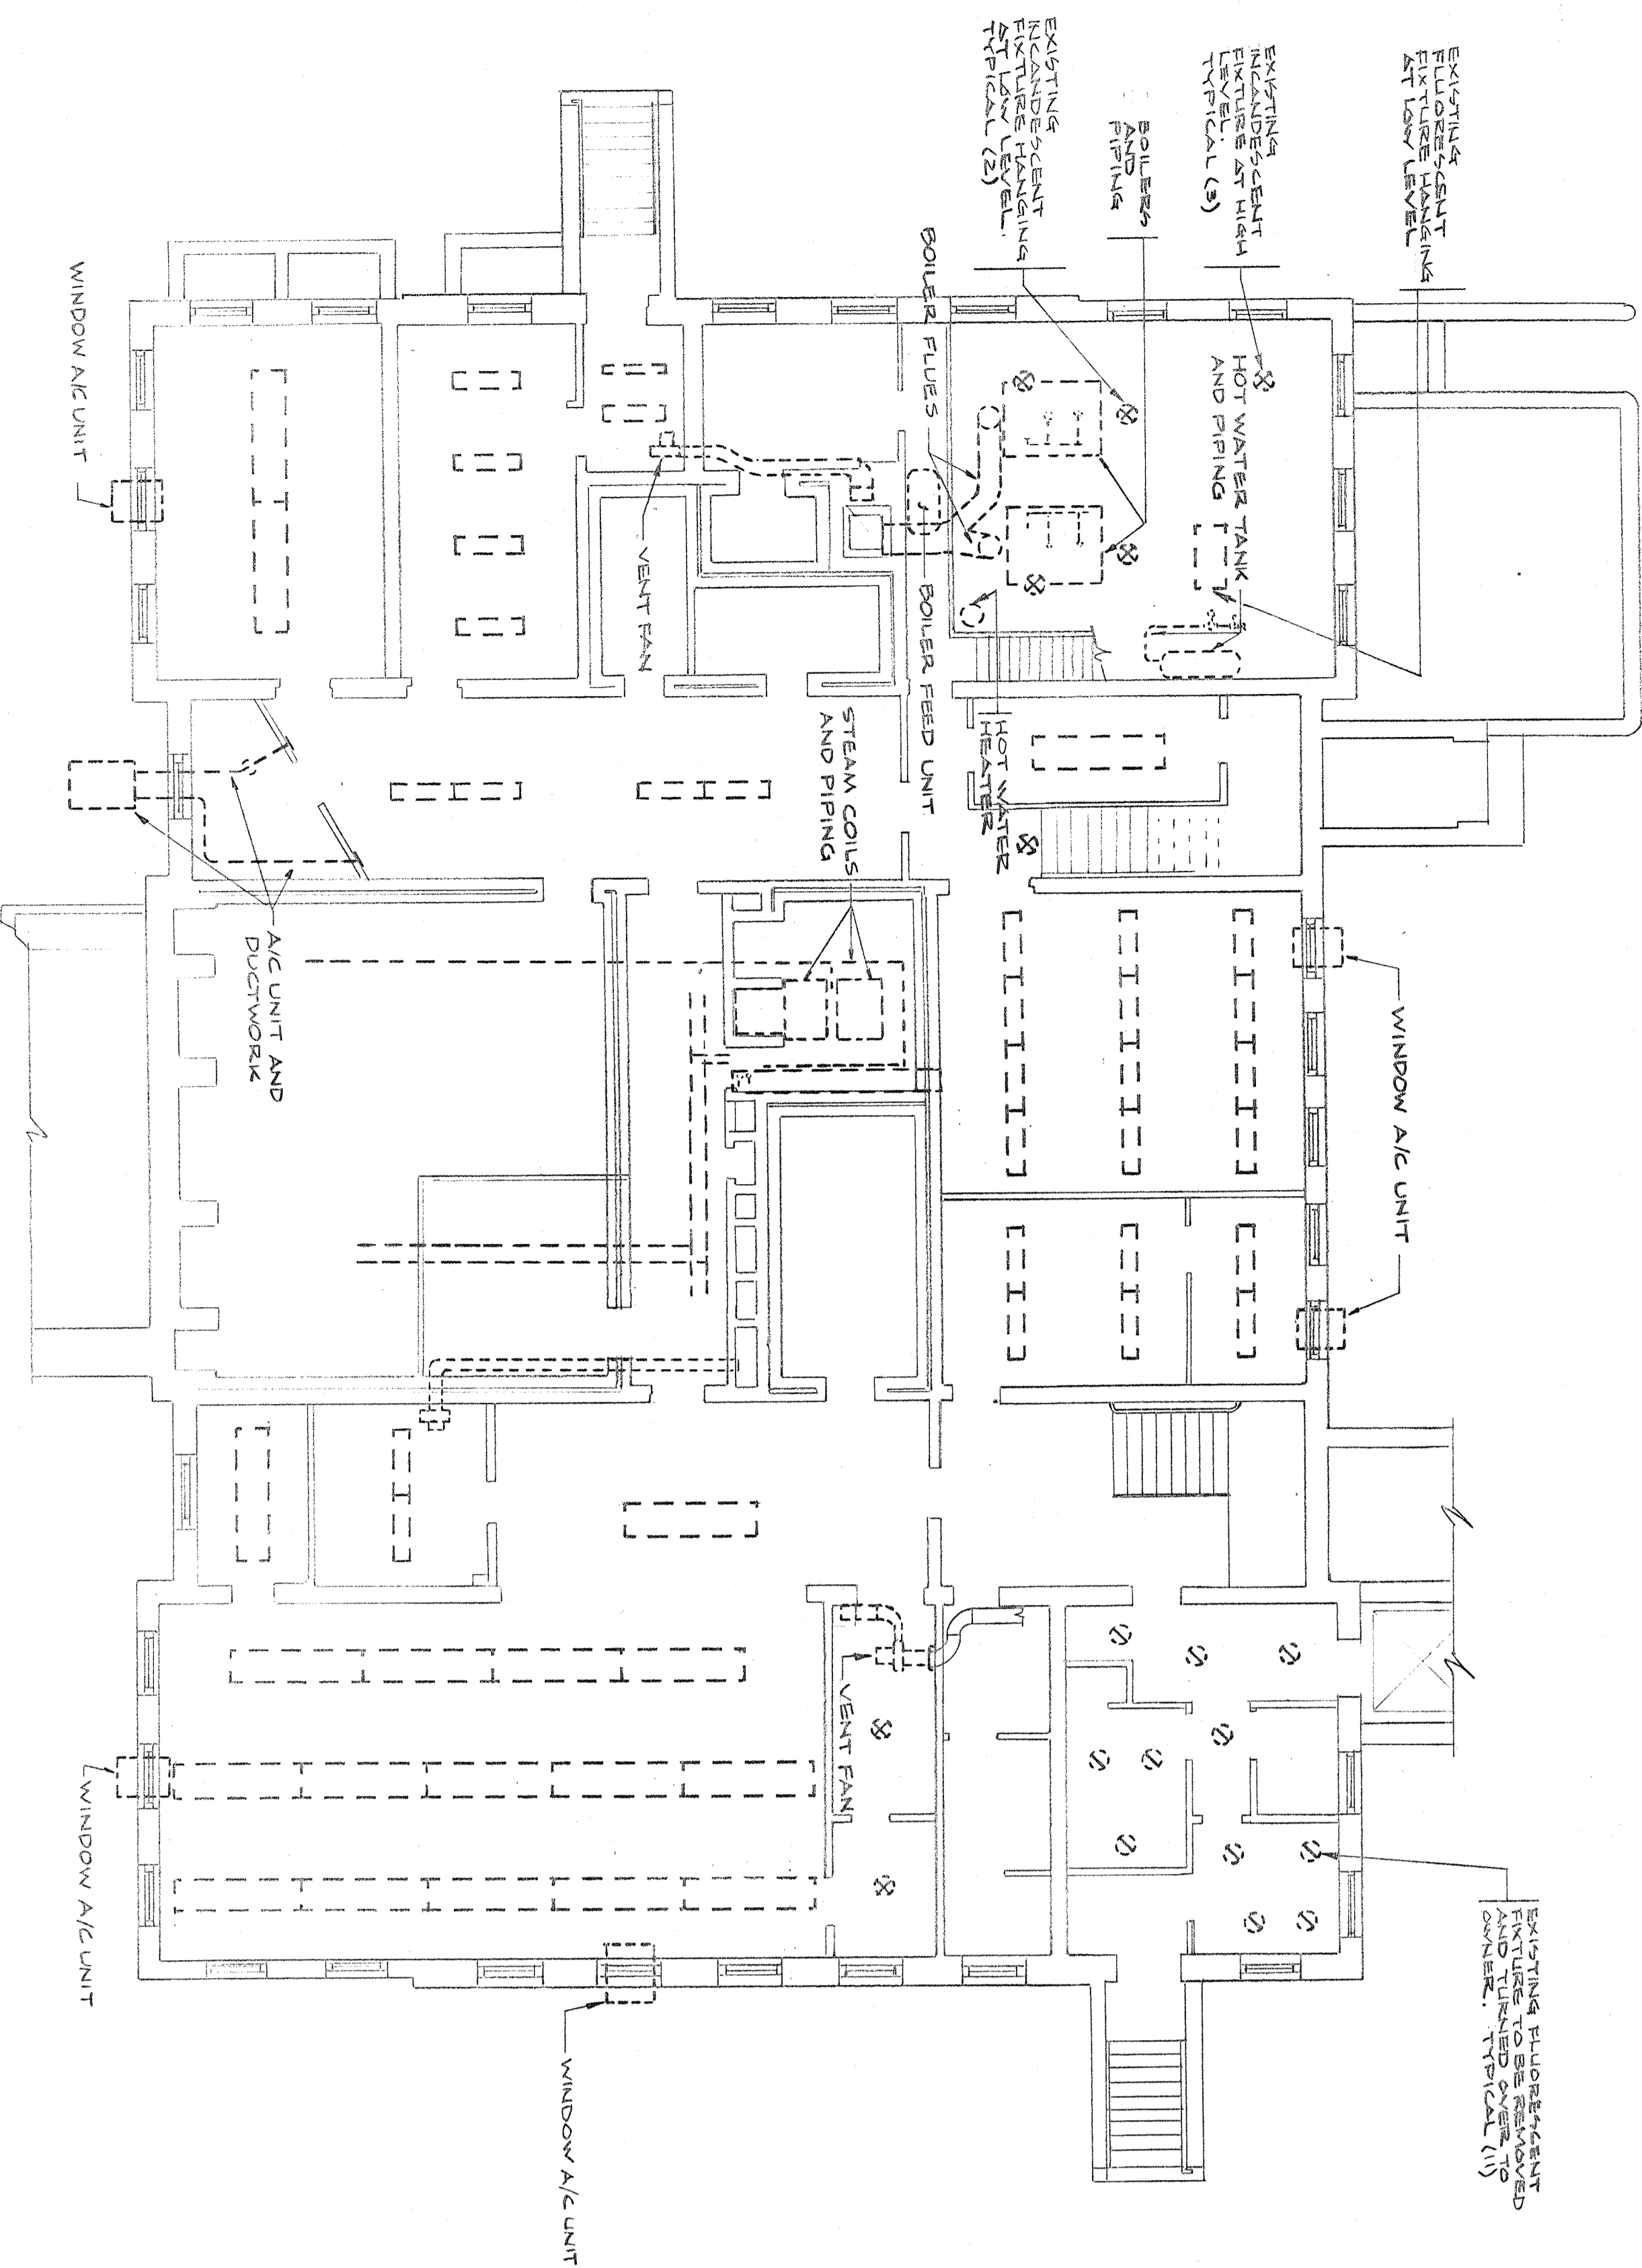 EXISTING
FLUORESCENT
FIXTURE HANGING
AT LOW LEVEL
EXISTING
INCANDESCENT
FIXTURE AT HIGH
LEVEL.
TYPICAL (3)
BOILERS
AND
PIPING
EXISTING
INCANDESCENT
FIXTURE HANGING
AT LOW LEVEL.
TYPICAL (2)
HOT WATER TANK
AND PIPING
BOILER FLUES
BOILER FEED UNIT
HOT WATER
HEATER
VENT FAN
STEAM COILS
AND PIPING
WINDOW A/C UNIT
A/C UNIT AND
DUCTWORK
WINDOW A/C UNIT
VENT FAN
WINDOW A/C UNIT
WINDOW A/C UNIT
EXISTING FLUORESCENT
FIXTURE TO BE REMOVED
AND TURNED OVER TO
OWNER. TYPICAL (11)